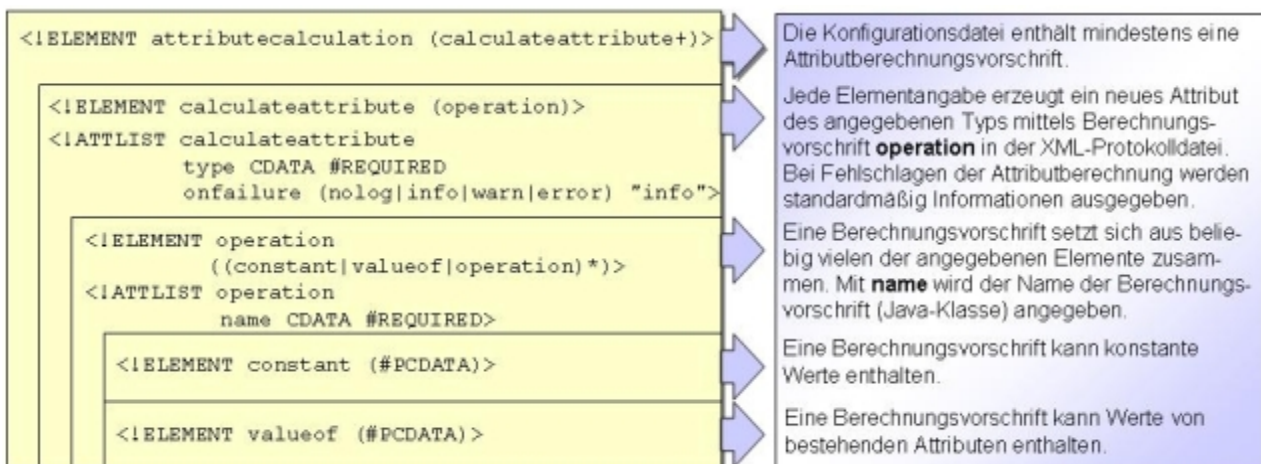 <!ELEMENT attributecalculation (calculateattribute+)>
Die Konfigurationsdatei enthält mindestens eine
Attributberechnungsvorschrift.
<!ELEMENT calculateattribute (operation)>
<!ATTLIST calculateattribute
type CDATA #REQUIRED
onfailure (nolog|info|warn|error) "info">
Jede Elementangabe erzeugt ein neues Attribut
des angegebenen Typs mittels Berechnungs-
vorschrift operation in der XML-Protokolldatei.
Bei Fehlschlagen der Attributberechnung werden
standardmäßig Informationen ausgegeben.
<!ELEMENT operation
((constant|valueof|operation)*)>
<!ATTLIST operation
name CDATA #REQUIRED>
Eine Berechnungsvorschrift setzt sich aus belie-
big vielen der angegebenen Elemente zusam-
men. Mit name wird der Name der Berechnungs-
vorschrift (Java-Klasse) angegeben.
<!ELEMENT constant (#PCDATA)>
Eine Berechnungsvorschrift kann konstante
Werte enthalten.
<!ELEMENT valueof (#PCDATA)>
Eine Berechnungsvorschrift kann Werte von
bestehenden Attributen enthalten.